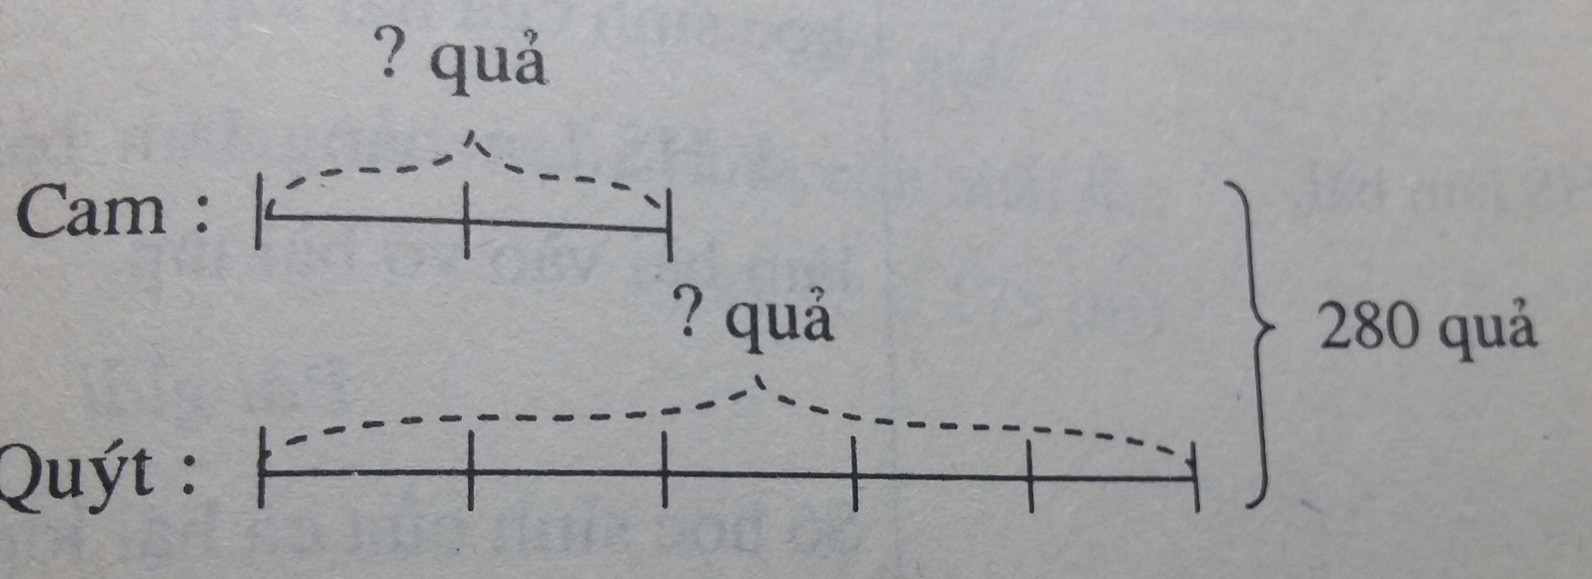 ? quả
Cam :
? quả
280 quả
Quýt :